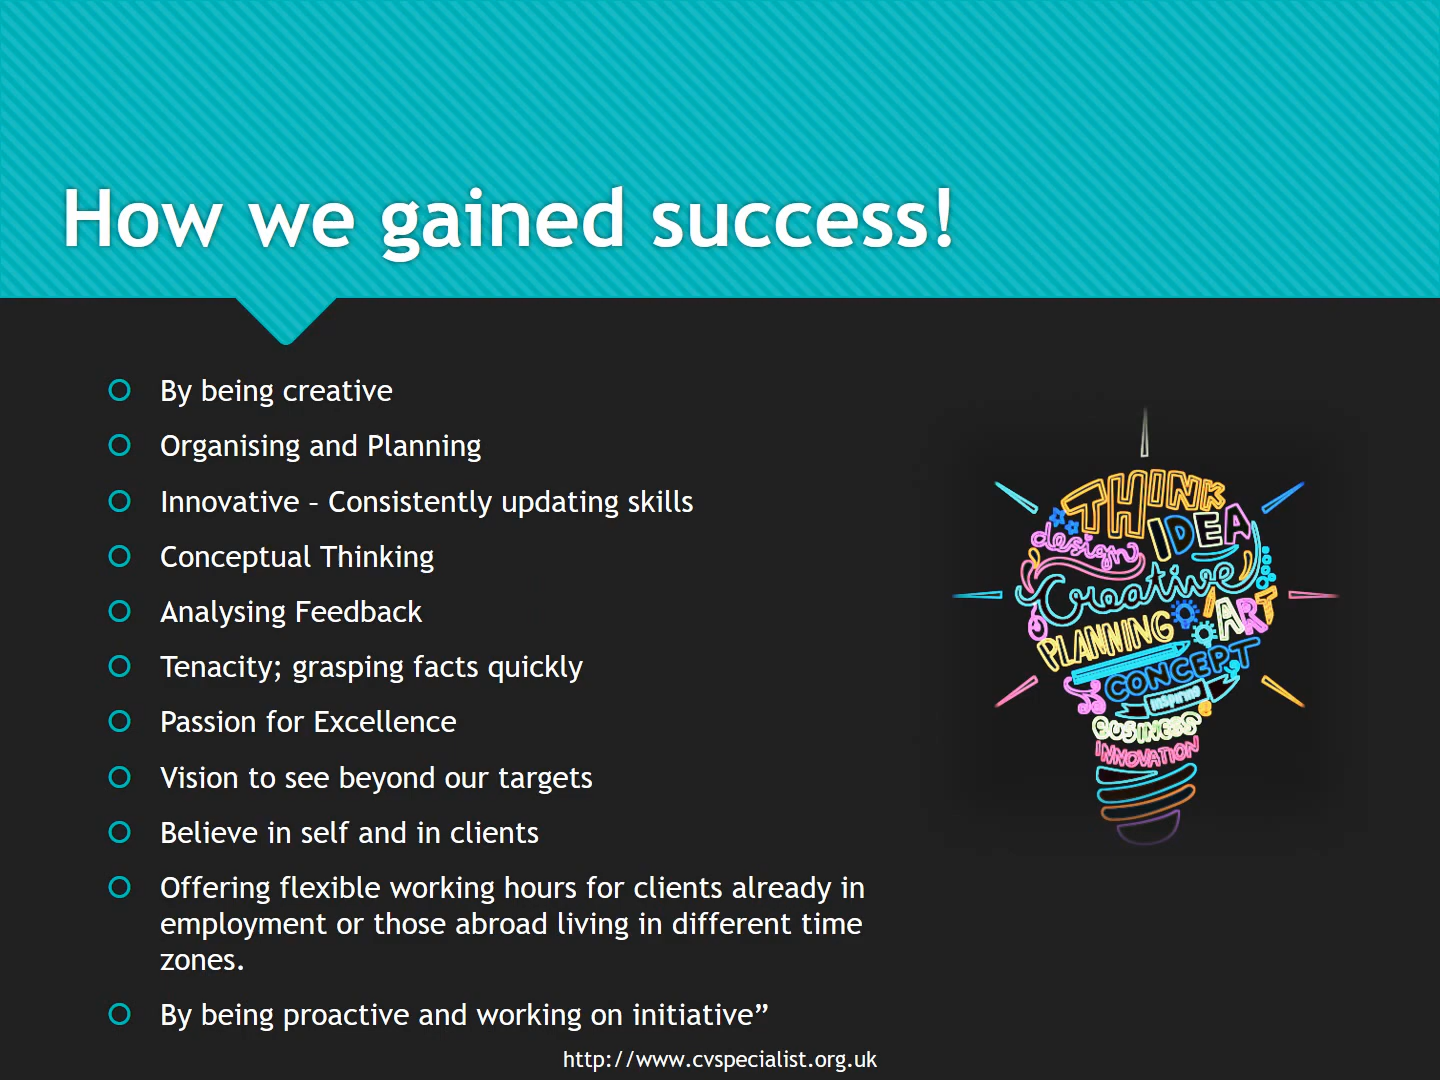 How we gained success!
By being creative
Organising and Planning
Innovative – Consistently updating skills
Conceptual Thinking
Analysing Feedback
Tenacity; grasping facts quickly
Passion for Excellence
Vision to see beyond our targets
Believe in self and in clients
Offering flexible working hours for clients already in
employment or those abroad living in different time
zones.
By being proactive and working on initiative”
THINK
IDEA
design
Creative
PLANNING
ART
CONCEPT
inspiring
BUSINESS
INNOVATION
http://www.cvspecialist.org.uk